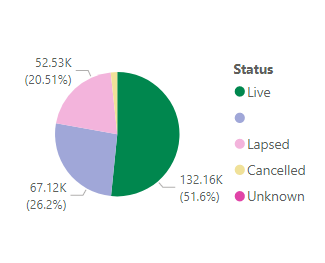 52.53K
(20.51%)
67.12K
(26.2%)
132.16K
(51.6%)
Status
Live
Lapsed
Cancelled
Unknown